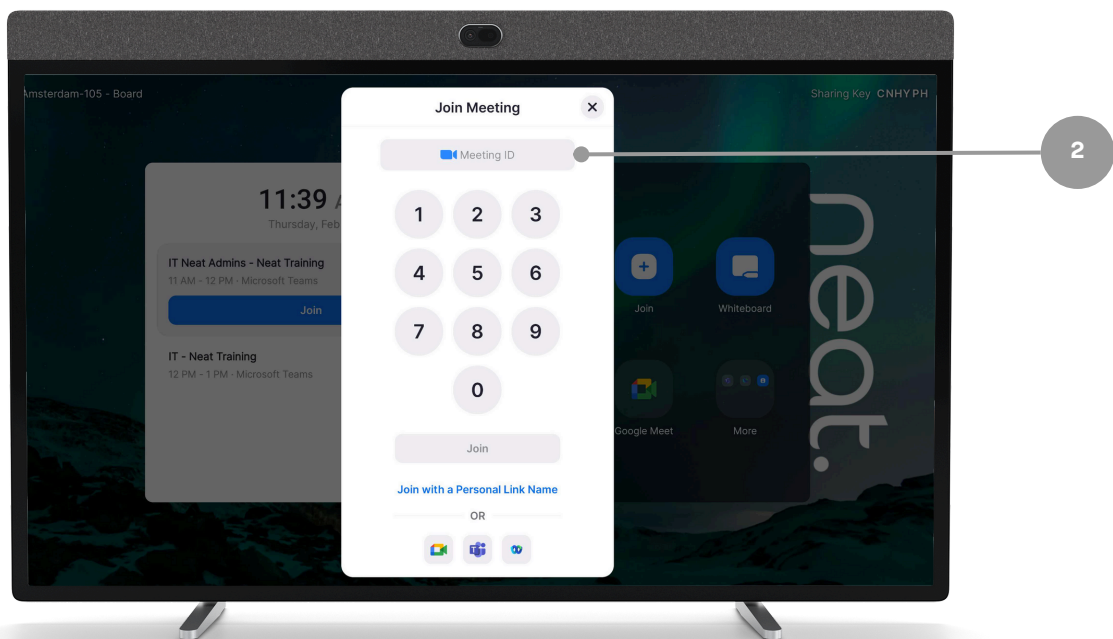 Amsterdam-105 - Board
Sharing Key CNHYPH
Join Meeting
Meeting ID
2
11:39
Thursday, Feb
IT Neat Admins - Neat Training
11 AM - 12 PM · Microsoft Teams
Join
IT - Neat Training
12 PM - 1 PM · Microsoft Teams
1 2 3
4 5 6
7 8 9
0
Join
Join with a Personal Link Name
OR
Join
Whiteboard
Google Meet
More
neat.